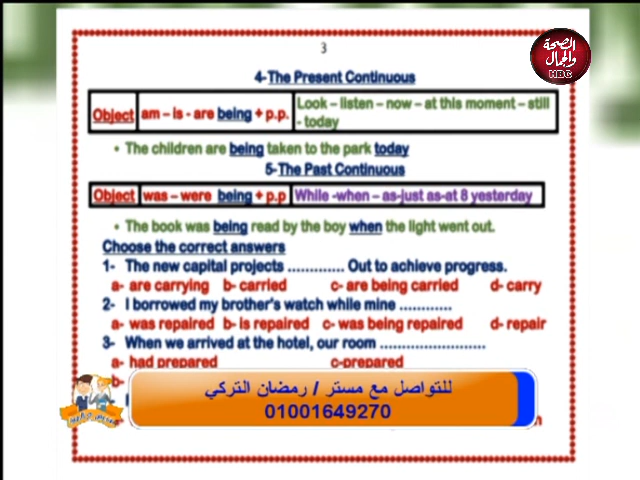 الصحة
والجمال
HBC
3
4-The Present Continuous
Object am – is - are being + p.p. Look – listen – now – at this moment – still
- today
• The children are being taken to the park today
5-The Past Continuous
Object was – were being + p.p While -when – as-just as-at 8 yesterday
• The book was being read by the boy when the light went out.
Choose the correct answers
1- The new capital projects ............. Out to achieve progress.
a- are carrying b- carried c- are being carried d- carry
2- I borrowed my brother's watch while mine ............
a- was repaired b- is repaired c- was being repaired d- repair
3- When we arrived at the hotel, our room ........................
a- had prepared c-prepared
b-
للتواصل مع مستر / رمضان التركي
01001649270